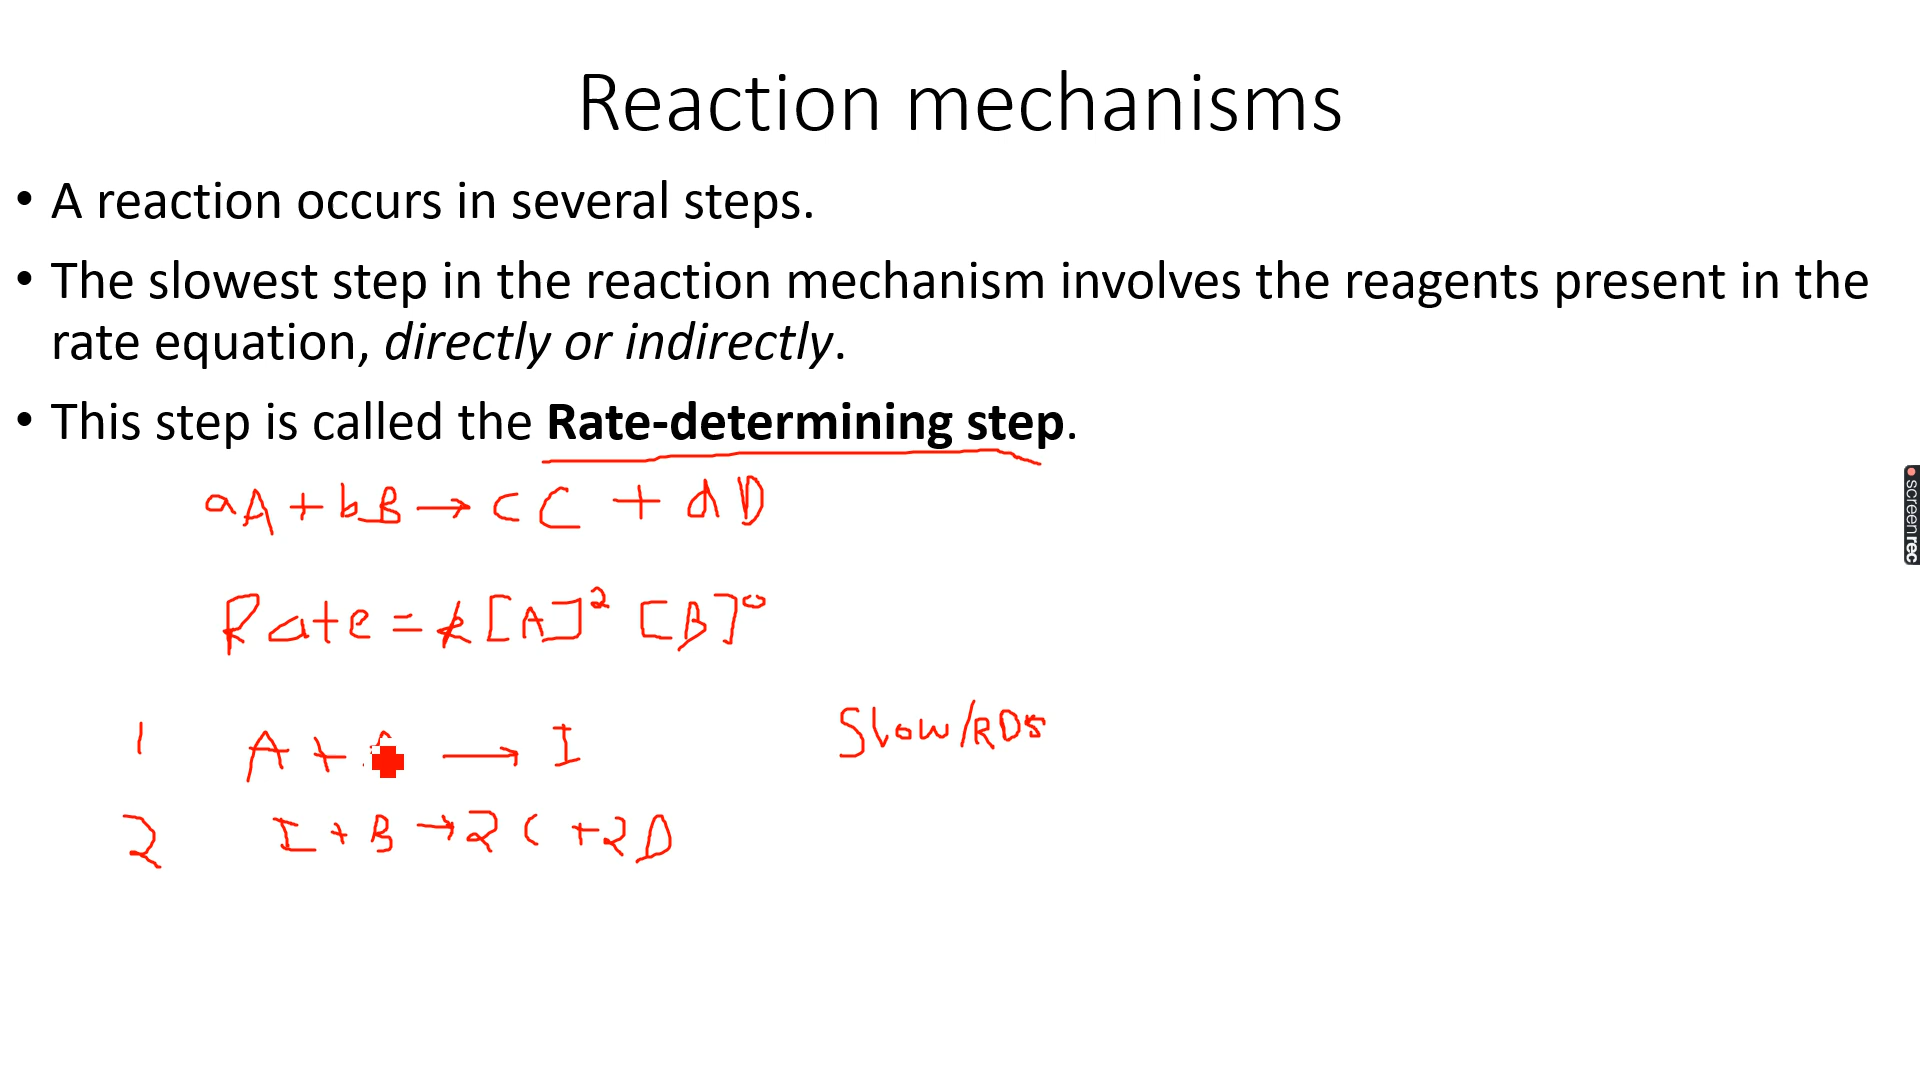 Reaction mechanisms
• A reaction occurs in several steps.
• The slowest step in the reaction mechanism involves the reagents present in the
rate equation, directly or indirectly.
• This step is called the Rate-determining step.
aA + bB → cC + dD
Rate = k[A]² [B]⁰
1 A + → I Slow/RDS
2 I + B → 2C + 2D
screenrec